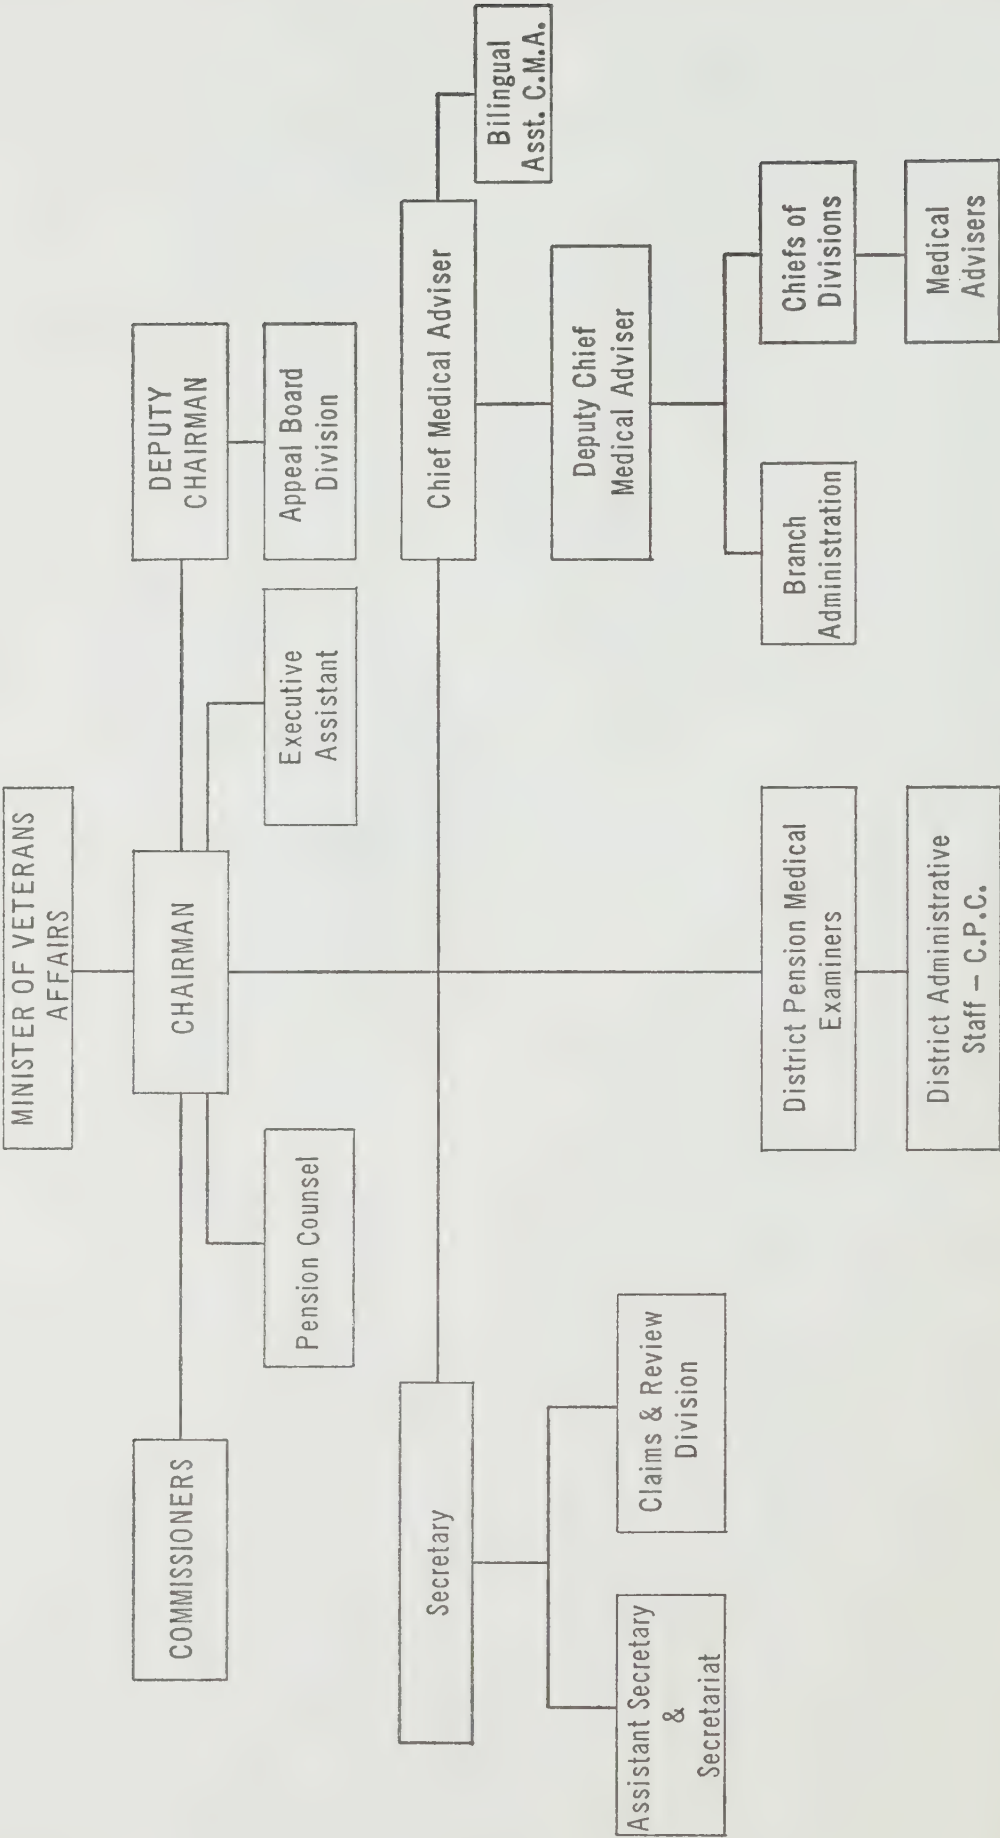 MINISTER OF VETERANS
AFFAIRS
COMMISSIONERS
CHAIRMAN
DEPUTY
CHAIRMAN
Pension Counsel
Executive
Assistant
Appeal Board
Division
Secretary
Chief Medical Adviser
Bilingual
Asst. C.M.A.
Deputy Chief
Medical Adviser
Assistant Secretary
&
Secretariat
Claims & Review
Division
District Pension Medical
Examiners
Branch
Administration
Chiefs of
Divisions
District Administrative
Staff – C.P.C.
Medical
Advisers